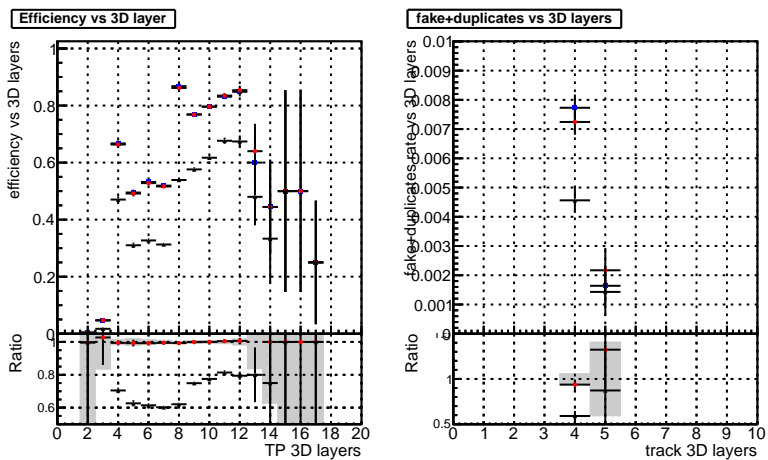 Efficiency vs 3D layer
efficiency vs 3D layers
1
0.8
0.6
0.4
0.2
0
Ratio
1
0.8
0.6
0 2 4 6 8 10 12 14 16 18 20
TP 3D layers
fake+duplicates vs 3D layers
fake+duplicates rate vs 3D layers
0.01
0.009
0.008
0.007
0.006
0.005
0.004
0.003
0.002
0.001
Ratio
1
0.5
0 1 2 3 4 5 6 7 8 9 10
track 3D layers